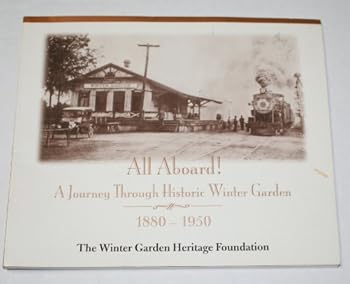 All Aboard!
A Journey Through Historic Winter Garden
1880 – 1950
The Winter Garden Heritage Foundation